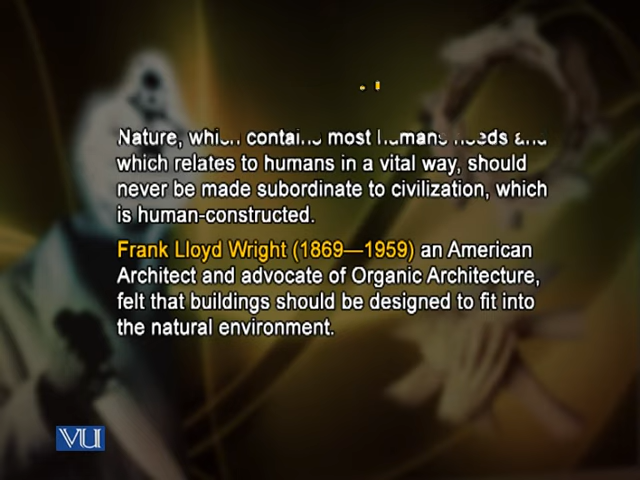 Nature, which contains most humans needs and
which relates to humans in a vital way, should
never be made subordinate to civilization, which
is human-constructed.
Frank Lloyd Wright (1869—1959) an American
Architect and advocate of Organic Architecture,
felt that buildings should be designed to fit into
the natural environment.
VU